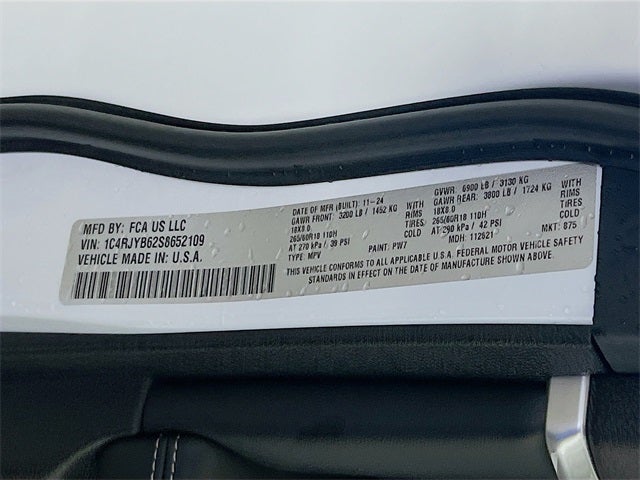 MFD BY: FCA US LLC
VIN: 1C4RJYB62S8652109
VEHICLE MADE IN: U.S.A.
DATE OF MFR (BUILT): 11-24
GAWR FRONT: 3200 LB / 1452 KG WITH
18X8.0 RIMS
265/60R18 110H TIRES
AT 270 kPa / 39 PSI COLD
TYPE: MPV PAINT: PW7
GVWR: 6900 LB / 3130 KG
GAWR REAR: 3800 LB / 1724 KG WITH
18X8.0 RIMS
265/60R18 110H TIRES
AT 290 kPa / 42 PSI COLD
MDH: 112621 MKT: 875
THIS VEHICLE CONFORMS TO ALL APPLICABLE U.S.A. FEDERAL MOTOR VEHICLE SAFETY
STANDARDS IN EFFECT ON THE DATE OF MANUFACTURE SHOWN ABOVE.